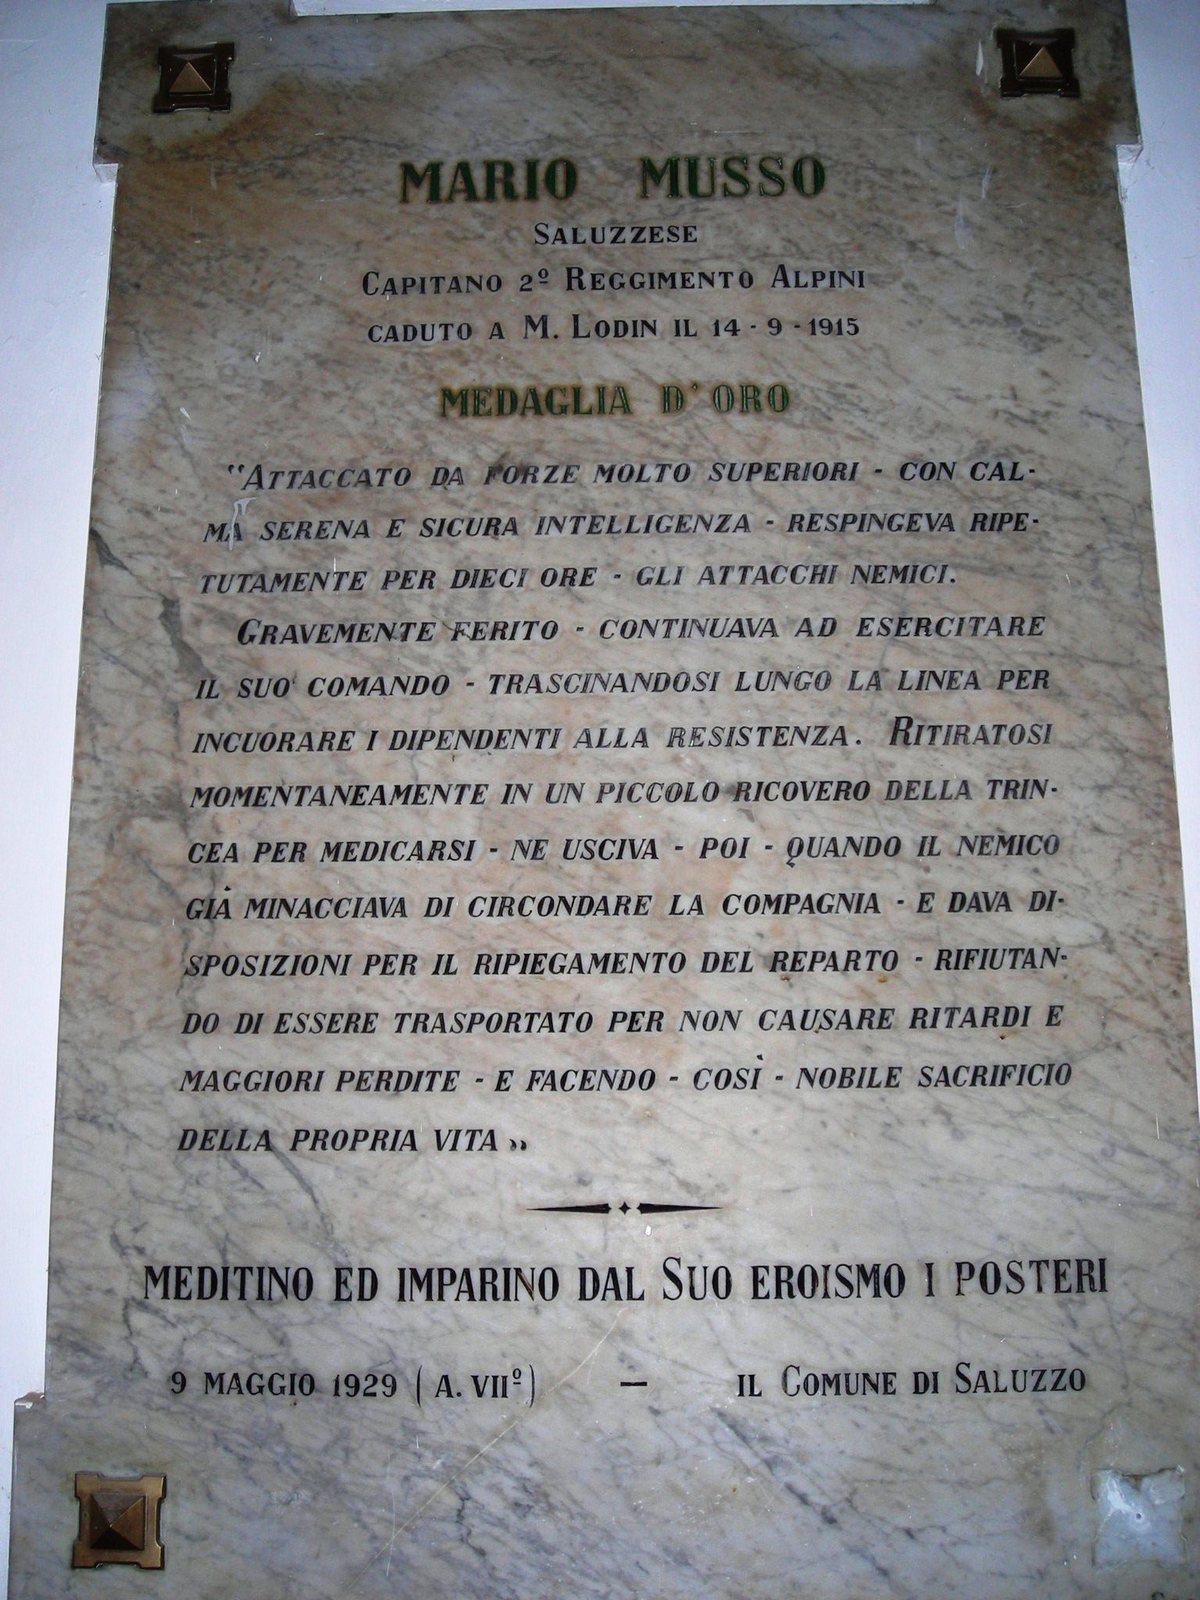 MARIO MUSSO
SALUZZESE
CAPITANO 2º REGGIMENTO ALPINI
CADUTO A M. LODIN IL 14 - 9 - 1915
MEDAGLIA D'ORO
“ATTACCATO DA FORZE MOLTO SUPERIORI - CON CAL-
MA SERENA E SICURA INTELLIGENZA - RESPINGEVA RIPE-
TUTAMENTE PER DIECI ORE - GLI ATTACCHI NEMICI.
GRAVEMENTE FERITO - CONTINUAVA AD ESERCITARE
IL SUO COMANDO - TRASCINANDOSI LUNGO LA LINEA PER
INCUORARE I DIPENDENTI ALLA RESISTENZA. RITIRATOSI
MOMENTANEAMENTE IN UN PICCOLO RICOVERO DELLA TRIN-
CEA PER MEDICARSI - NE USCIVA - POI - QUANDO IL NEMICO
GIÀ MINACCIAVA DI CIRCONDARE LA COMPAGNIA - E DAVA DI-
SPOSIZIONI PER IL RIPIEGAMENTO DEL REPARTO - RIFIUTAN-
DO DI ESSERE TRASPORTATO PER NON CAUSARE RITARDI E
MAGGIORI PERDITE - E FACENDO - COSÌ - NOBILE SACRIFICIO
DELLA PROPRIA VITA”
MEDITINO ED IMPARINO DAL SUO EROISMO I POSTERI
9 MAGGIO 1929 (A. VIIº) — IL COMUNE DI SALUZZO